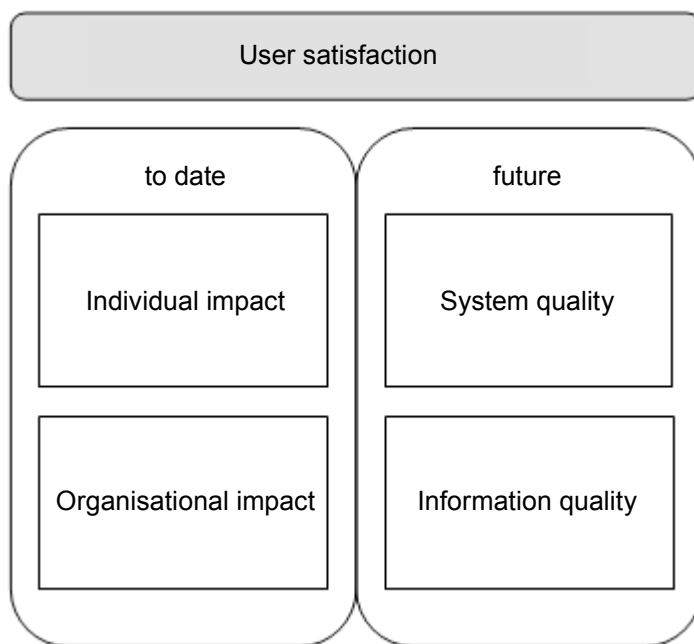 User satisfaction
to date
future
Individual impact
System quality
Organisational impact
Information quality